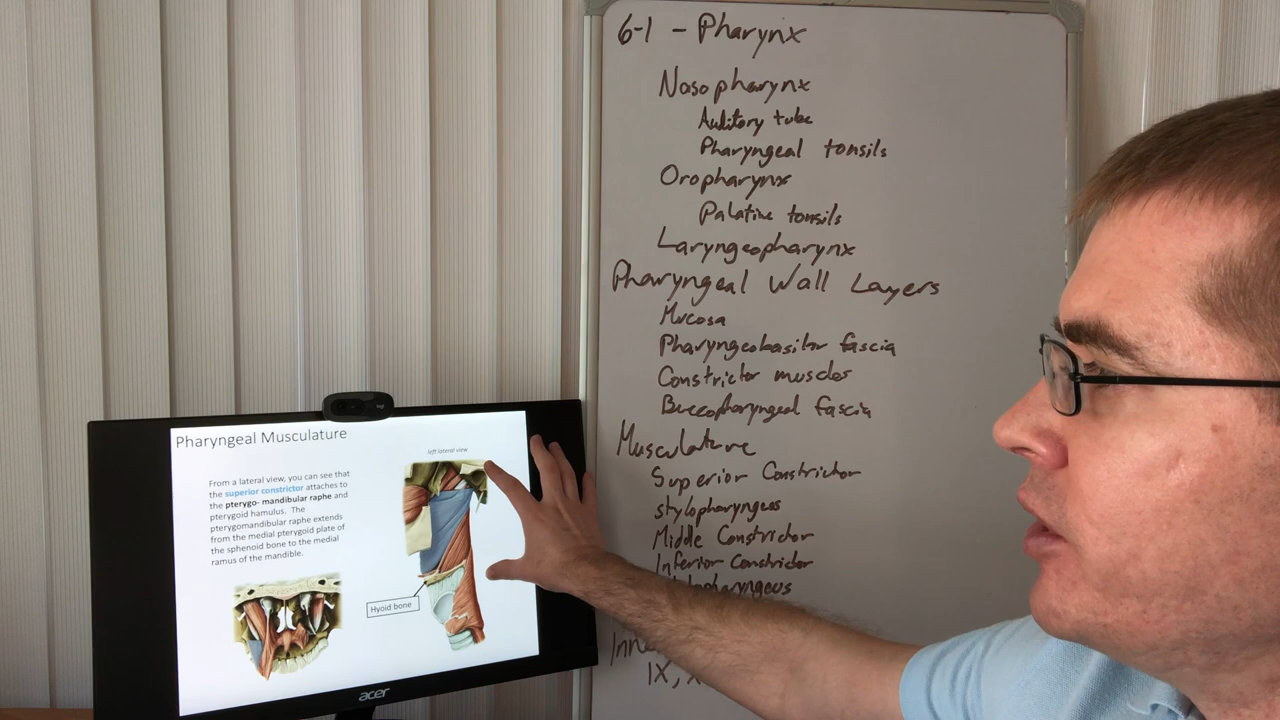 6-1 - Pharynx
Nasopharynx
Auditory tube
Pharyngeal tonsils
Oropharynx
Palatine tonsils
Laryngeopharynx
Pharyngeal Wall Layers
Mucosa
Pharyngeobasilar fascia
Constrictor muscles
Buccopharyngeal fascia
Musculature
Superior Constrictor
stylopharyngeus
Middle Constrictor
Inferior Constrictor
IX,
Pharyngeal Musculature
left lateral view
From a lateral view, you can see that
the superior constrictor attaches to
the pterygo- mandibular raphe and
pterygoid hamulus. The
pterygomandibular raphe extends
from the medial pterygoid plate of
the sphenoid bone to the medial
ramus of the mandible.
Hyoid bone
acer